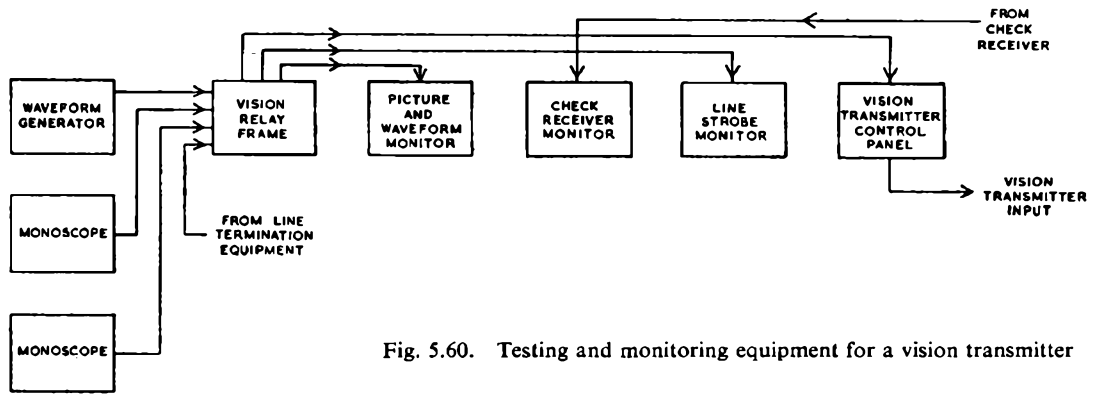 FROM
CHECK
RECEIVER
WAVEFORM
GENERATOR
VISION
RELAY
FRAME
PICTURE
AND
WAVEFORM
MONITOR
CHECK
RECEIVER
MONITOR
LINE
STROBE
MONITOR
VISION
TRANSMITTER
CONTROL
PANEL
VISION
TRANSMITTER
INPUT
MONOSCOPE
FROM LINE
TERMINATION
EQUIPMENT
MONOSCOPE
Fig. 5.60. Testing and monitoring equipment for a vision transmitter